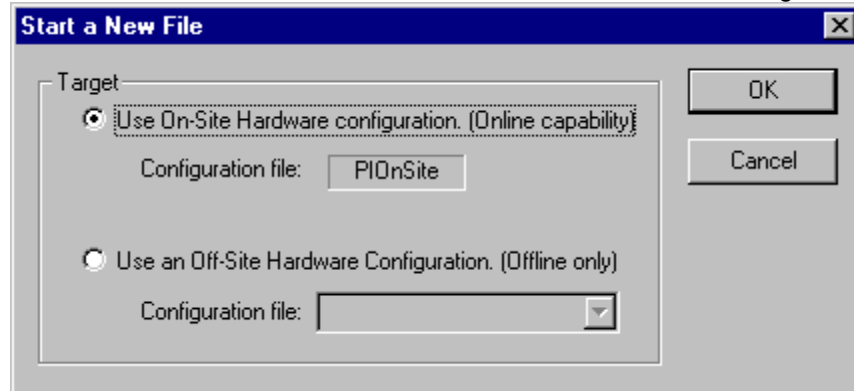 Start a New File
Target
Use On-Site Hardware configuration. (Online capability)
OK
Configuration file: PIOnSite
Cancel
Use an Off-Site Hardware Configuration. (Offline only)
Configuration file: